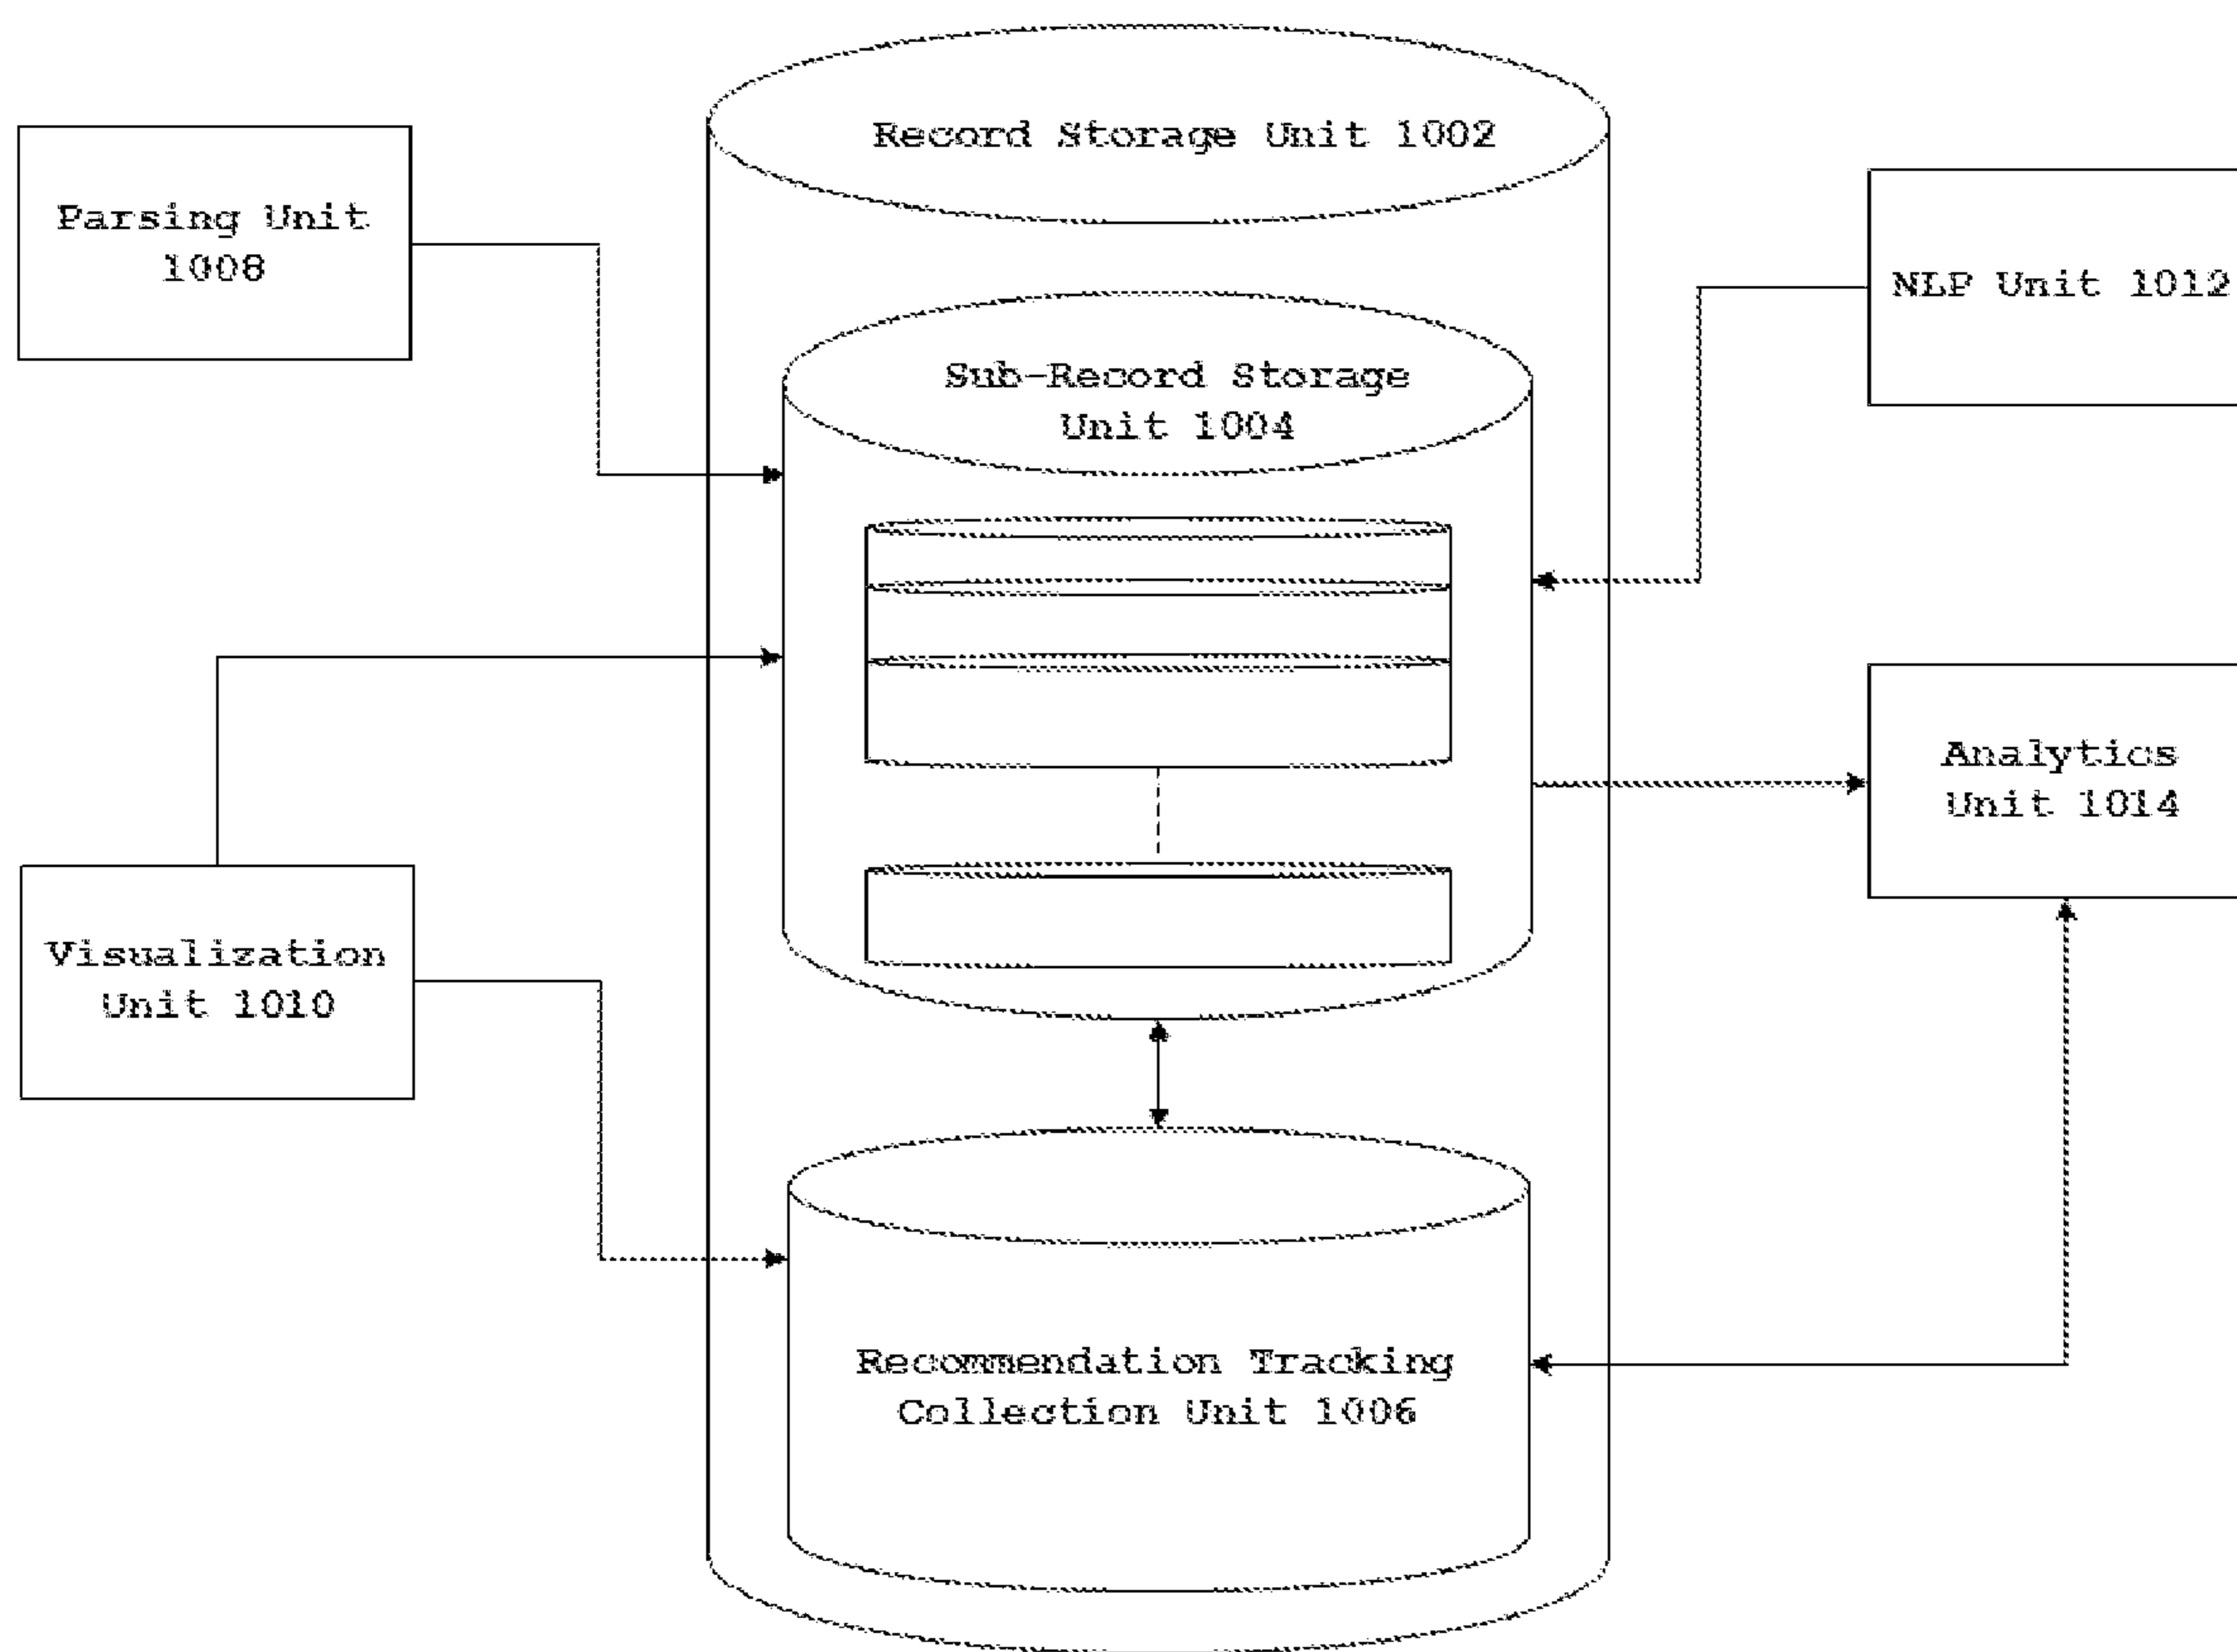 Record Storage Unit 1002
Parsing Unit
1008
NLP Unit 1012
Sub-Record Storage
Unit 1004
Analytics
Unit 1014
Visualization
Unit 1010
Recommendation Tracking
Collection Unit 1006